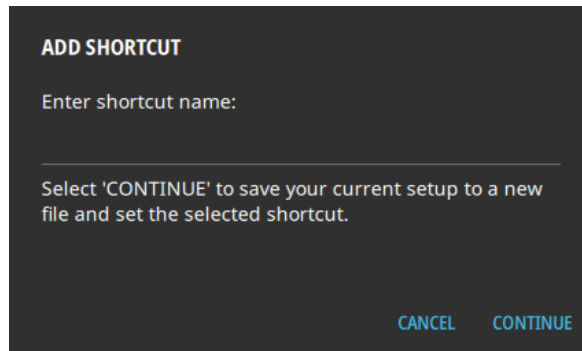 ADD SHORTCUT
Enter shortcut name:
Select 'CONTINUE' to save your current setup to a new
file and set the selected shortcut.
CANCEL CONTINUE